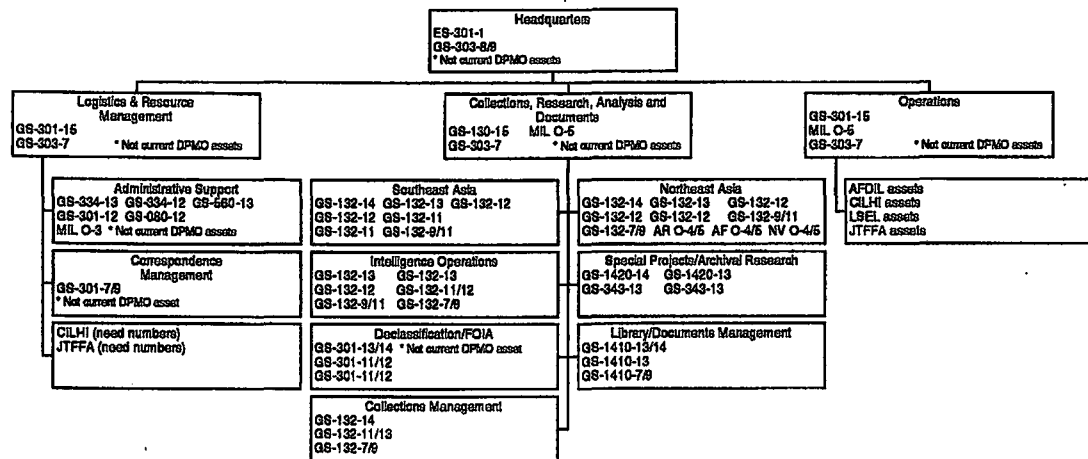 Headquarters
ES-301-1
GS-303-8/9
* Not current DPMO assets
Logistics & Resource
Management
GS-301-15
GS-303-7 * Not current DPMO assets
Collections, Research, Analysis and
Documents
GS-130-15 MIL O-5
GS-303-7 * Not current DPMO assets
Operations
GS-301-15
MIL O-5
GS-303-7 * Not current DPMO assets
Administrative Support
GS-334-13 GS-334-12 GS-560-13
GS-301-12 GS-080-12
MIL O-3 * Not current DPMO assets
Correspondence
Management
GS-301-7/9
* Not current DPMO asset
CILHI (need numbers)
JTFFA (need numbers)
Southeast Asia
GS-132-14 GS-132-13 GS-132-12
GS-132-12 GS-132-11
GS-132-11 GS-132-9/11
Intelligence Operations
GS-132-13 GS-132-13
GS-132-12 GS-132-11/12
GS-132-9/11 GS-132-7/9
Declassification/FOIA
GS-301-13/14 * Not current DPMO asset
GS-301-11/12
GS-301-11/12
Collections Management
GS-132-14
GS-132-11/13
GS-132-7/9
Northeast Asia
GS-132-14 GS-132-13 GS-132-12
GS-132-12 GS-132-12 GS-132-9/11
GS-132-7/9 AR O-4/5 AF O-4/5 NV O-4/5
Special Projects/Archival Research
GS-1420-14 GS-1420-13
GS-343-13 GS-343-13
Library/Documents Management
GS-1410-13/14
GS-1410-13
GS-1410-7/9
AFDIL assets
CILHI assets
LSEL assets
JTFFA assets